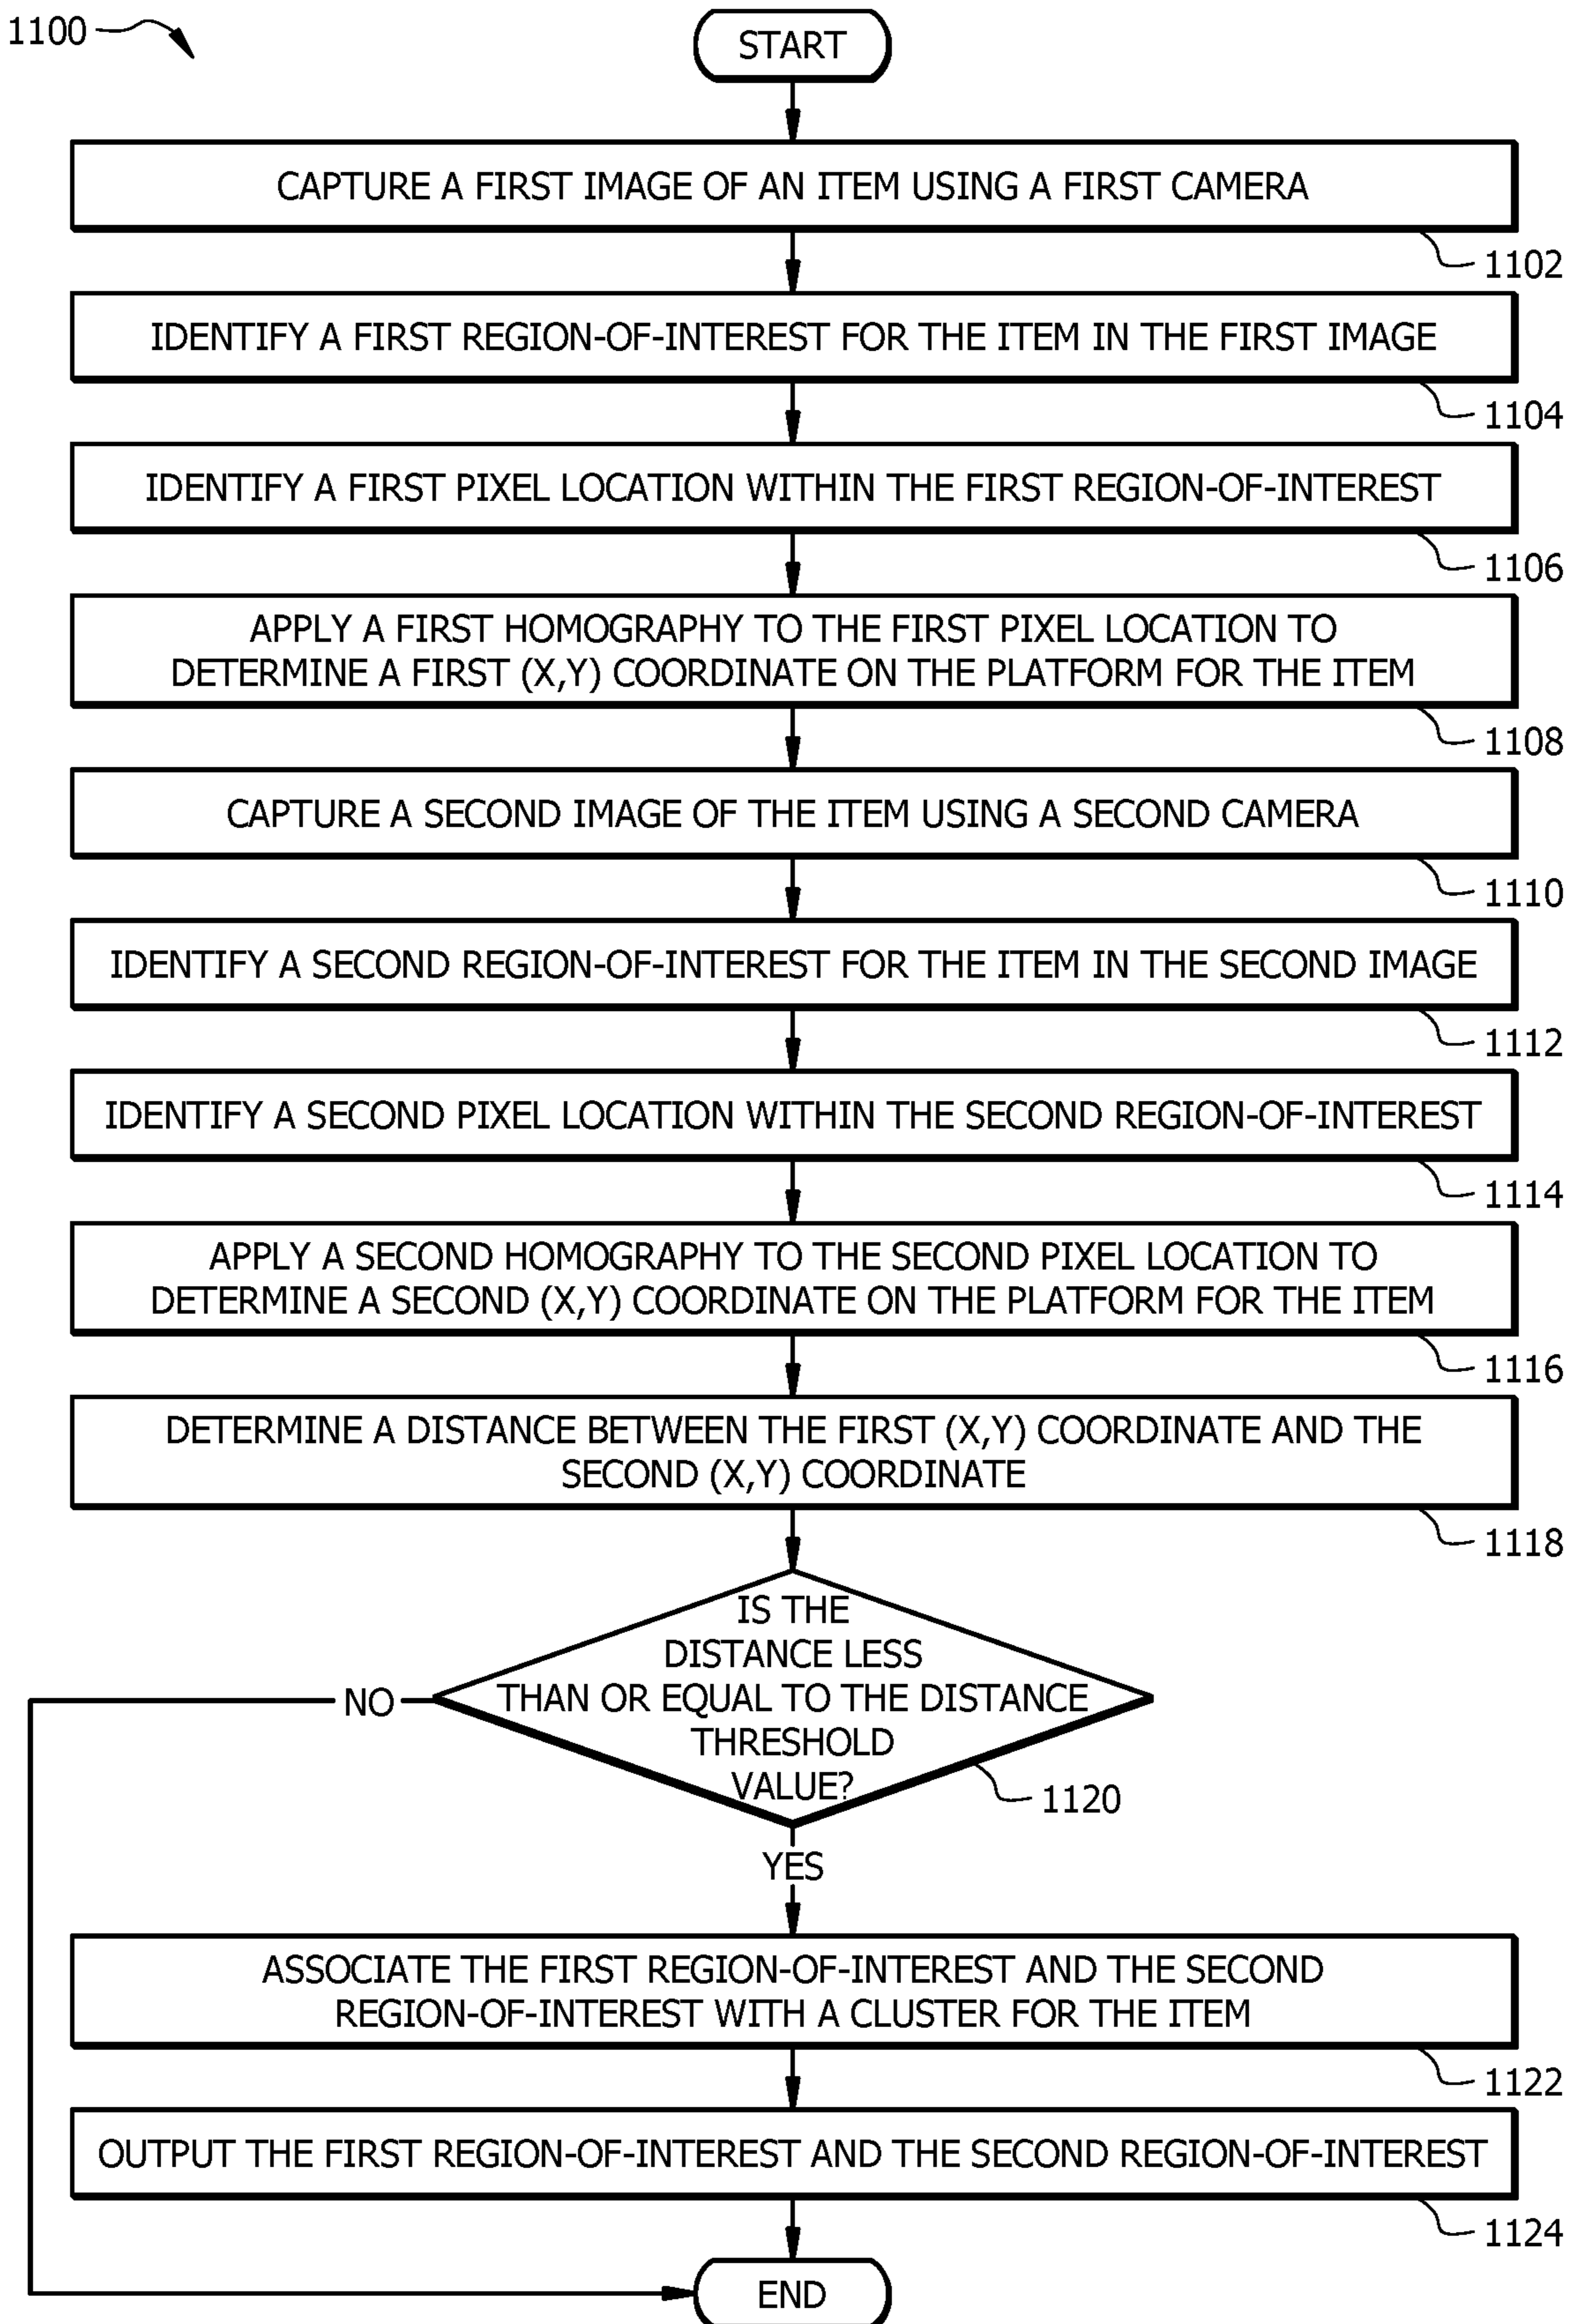 1100
START
CAPTURE A FIRST IMAGE OF AN ITEM USING A FIRST CAMERA
1102
IDENTIFY A FIRST REGION-OF-INTEREST FOR THE ITEM IN THE FIRST IMAGE
1104
IDENTIFY A FIRST PIXEL LOCATION WITHIN THE FIRST REGION-OF-INTEREST
1106
APPLY A FIRST HOMOGRAPHY TO THE FIRST PIXEL LOCATION TO
DETERMINE A FIRST (X,Y) COORDINATE ON THE PLATFORM FOR THE ITEM
1108
CAPTURE A SECOND IMAGE OF THE ITEM USING A SECOND CAMERA
1110
IDENTIFY A SECOND REGION-OF-INTEREST FOR THE ITEM IN THE SECOND IMAGE
1112
IDENTIFY A SECOND PIXEL LOCATION WITHIN THE SECOND REGION-OF-INTEREST
1114
APPLY A SECOND HOMOGRAPHY TO THE SECOND PIXEL LOCATION TO
DETERMINE A SECOND (X,Y) COORDINATE ON THE PLATFORM FOR THE ITEM
1116
DETERMINE A DISTANCE BETWEEN THE FIRST (X,Y) COORDINATE AND THE
SECOND (X,Y) COORDINATE
1118
IS THE
DISTANCE LESS
THAN OR EQUAL TO THE DISTANCE
THRESHOLD
VALUE?
NO
1120
YES
ASSOCIATE THE FIRST REGION-OF-INTEREST AND THE SECOND
REGION-OF-INTEREST WITH A CLUSTER FOR THE ITEM
1122
OUTPUT THE FIRST REGION-OF-INTEREST AND THE SECOND REGION-OF-INTEREST
1124
END